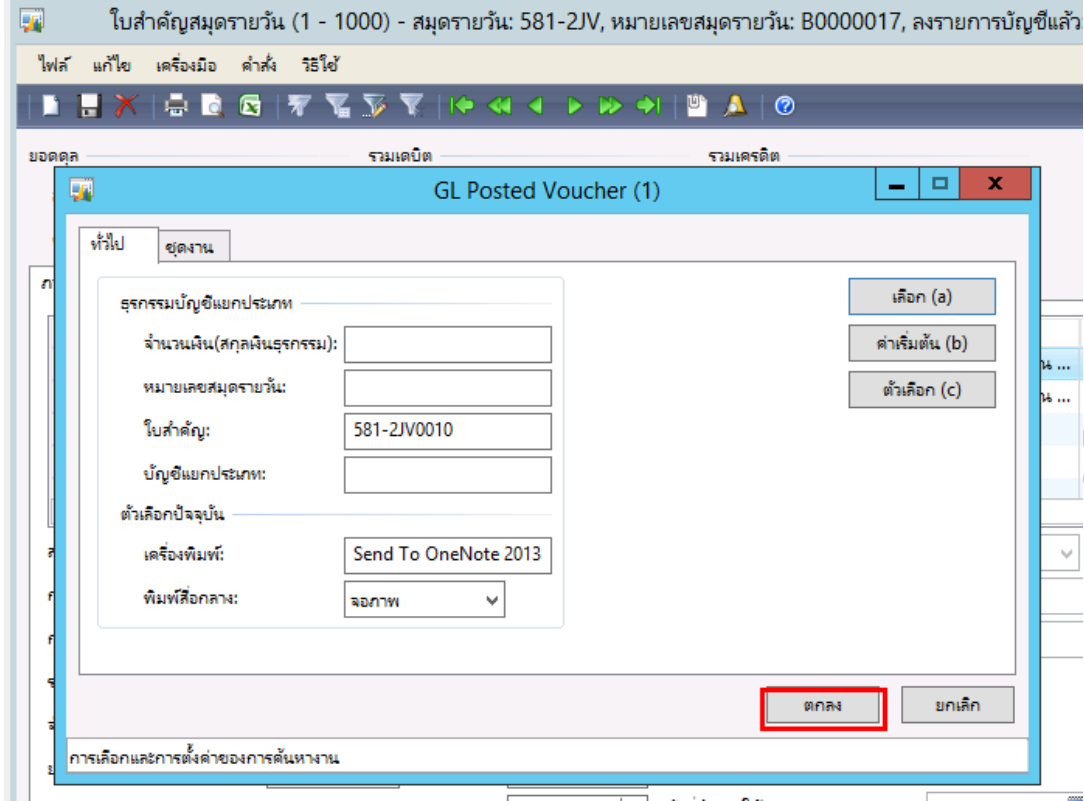 ใบสำคัญสมุดรายวัน (1 - 1000) - สมุดรายวัน: 581-2JV, หมายเลขสมุดรายวัน: B0000017, ลงรายการบัญชีแล้ว
ไฟล์ แก้ไข เครื่องมือ คำสั่ง วิธีใช้
ยอดดุล รวมเดบิต รวมเครดิต
GL Posted Voucher (1)
ทั่วไป ชุดงาน
ธุรกรรมบัญชีแยกประเภท
เลือก (a)
จำนวนเงิน(สกุลเงินธุรกรรม):
ค่าเริ่มต้น (b)
หมายเลขสมุดรายวัน:
ตัวเลือก (c)
ใบสำคัญ: 581-2JV0010
บัญชีแยกประเภท:
ตัวเลือกปัจจุบัน
เครื่องพิมพ์: Send To OneNote 2013
พิมพ์สื่อกลาง: จอภาพ
ตกลง ยกเลิก
การเลือกและการตั้งค่าของการค้นหางาน